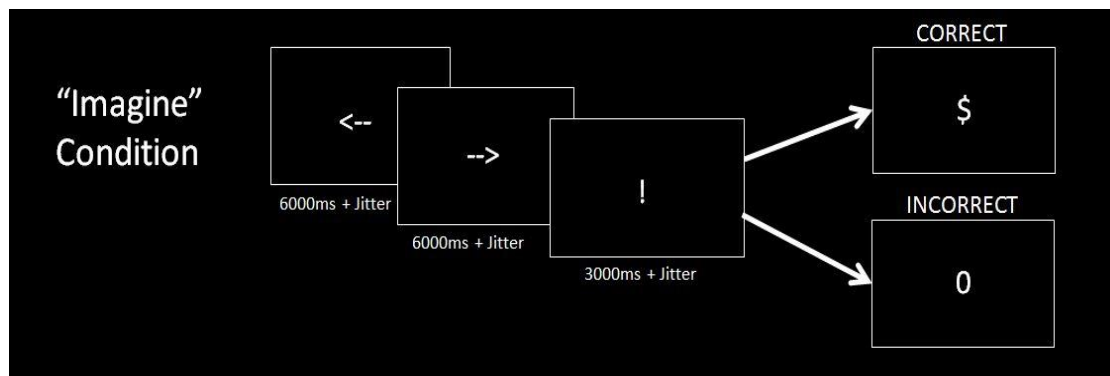 “Imagine”
Condition
<--
6000ms + Jitter
-->
6000ms + Jitter
!
3000ms + Jitter
CORRECT
$
INCORRECT
0